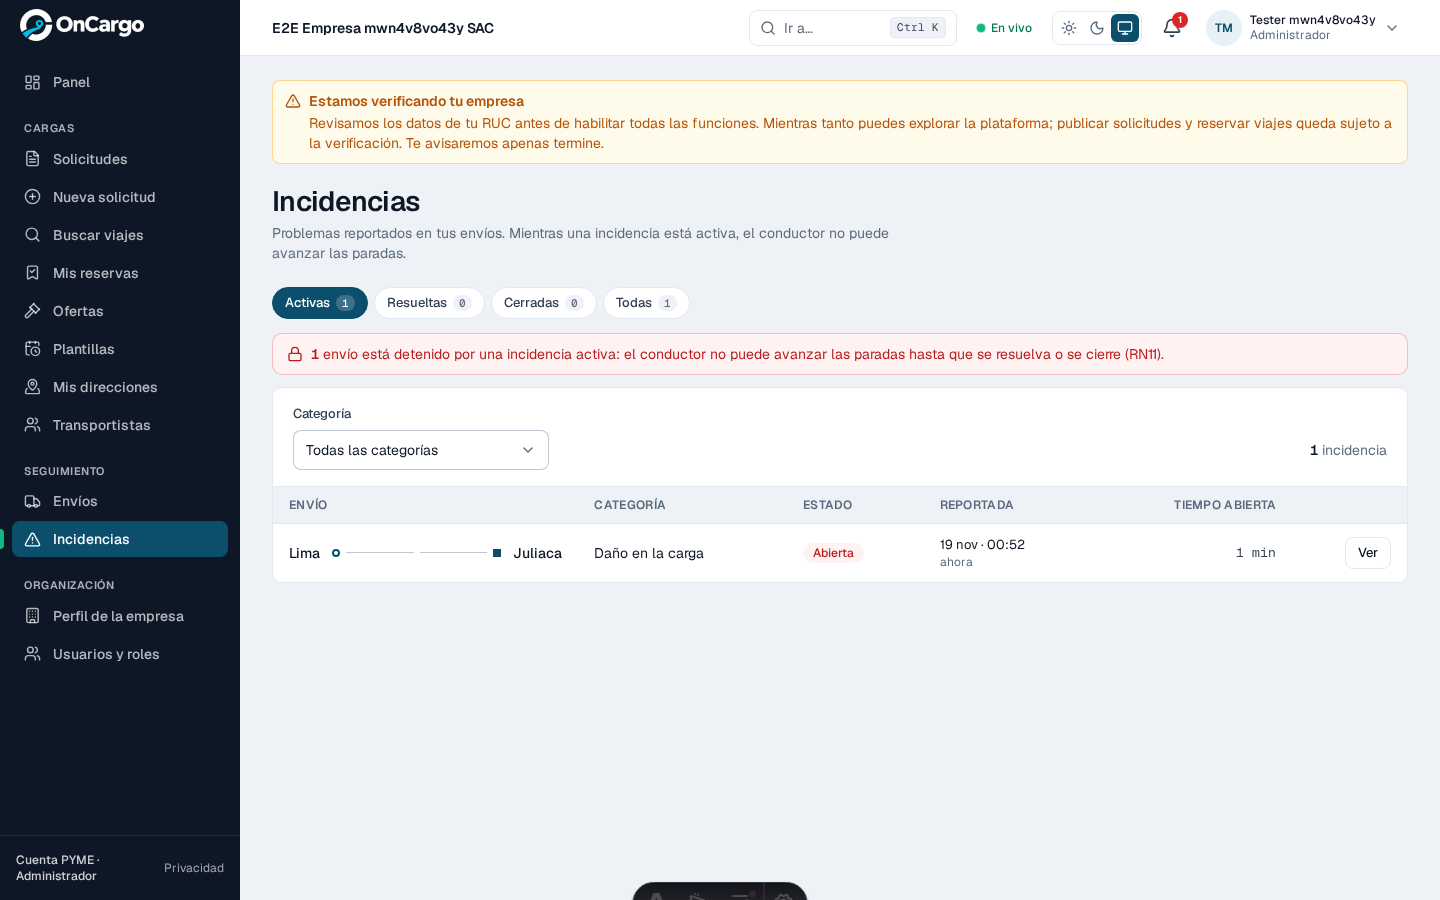 OnCargo
E2E Empresa mwn4v8vo43y SAC
Ir a...
Ctrl K
En vivo
1
TM
Tester mwn4v8vo43y
Administrador
Panel
CARGAS
Solicitudes
Nueva solicitud
Buscar viajes
Mis reservas
Ofertas
Plantillas
Mis direcciones
Transportistas
SEGUIMIENTO
Envíos
Incidencias
ORGANIZACIÓN
Perfil de la empresa
Usuarios y roles
Cuenta PYME ·
Administrador
Privacidad
Estamos verificando tu empresa
Revisamos los datos de tu RUC antes de habilitar todas las funciones. Mientras tanto puedes explorar la plataforma; publicar solicitudes y reservar viajes queda sujeto a
la verificación. Te avisaremos apenas termine.
Incidencias
Problemas reportados en tus envíos. Mientras una incidencia está activa, el conductor no puede
avanzar las paradas.
Activas 1
Resueltas 0
Cerradas 0
Todas 1
1 envío está detenido por una incidencia activa: el conductor no puede avanzar las paradas hasta que se resuelva o se cierre (RN11).
Categoría
Todas las categorías
1 incidencia
ENVÍO CATEGORÍA ESTADO REPORTADA TIEMPO ABIERTA
Lima Juliaca Daño en la carga Abierta 19 nov · 00:52 1 min Ver
ahora